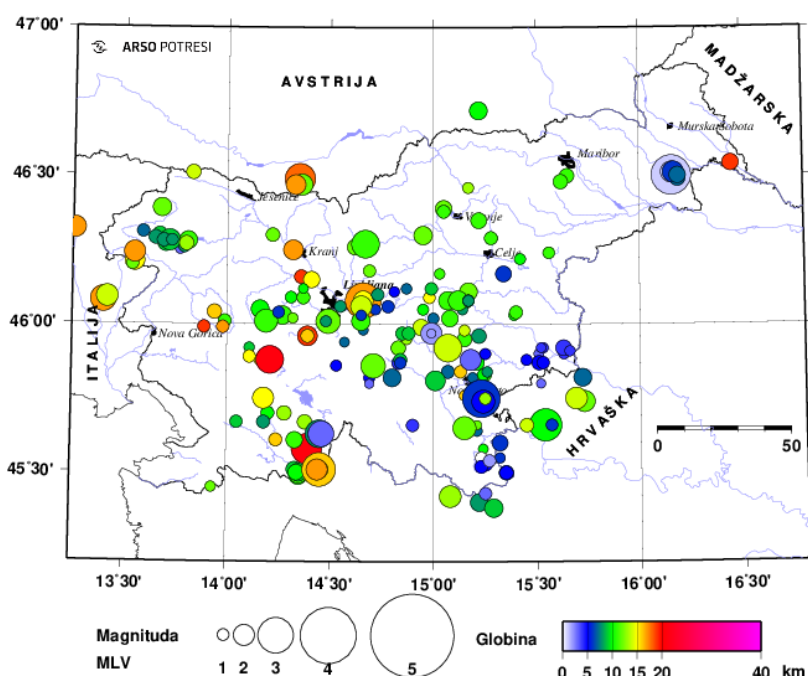 47°00'
ARSO POTRESI
AVSTRIJA
MADŽARSKA
Murska Sobota
Maribor
46°30'
Jesenice
Velenje
Kranj
Celje
Ljubljana
46°00'
Nova Gorica
ITALIJA
HRVAŠKA
0 50
45°30'
13°30' 14°00' 14°30' 15°00' 15°30' 16°00' 16°30'
Magnituda
MLV
1 2 3 4 5
Globina
0 5 10 15 20 40 km